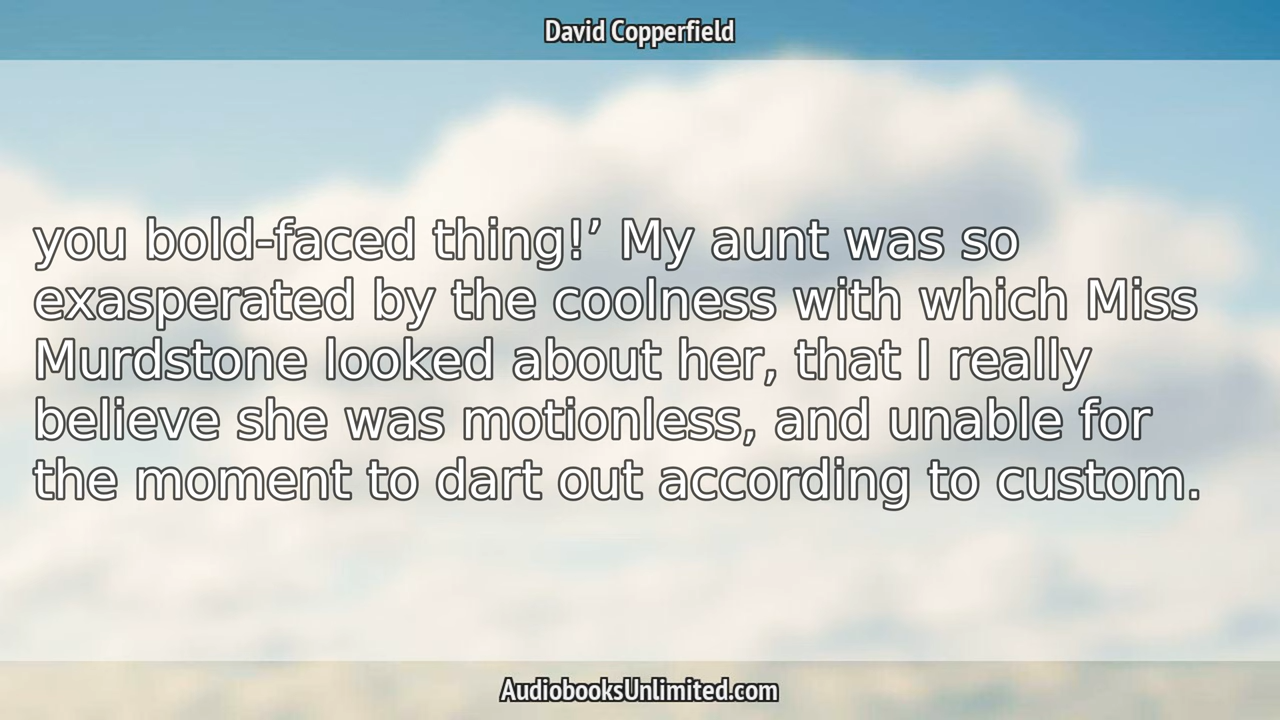 David Copperfield
you bold-faced thing!’ My aunt was so
exasperated by the coolness with which Miss
Murdstone looked about her, that I really
believe she was motionless, and unable for
the moment to dart out according to custom.
AudiobooksUnlimited.com